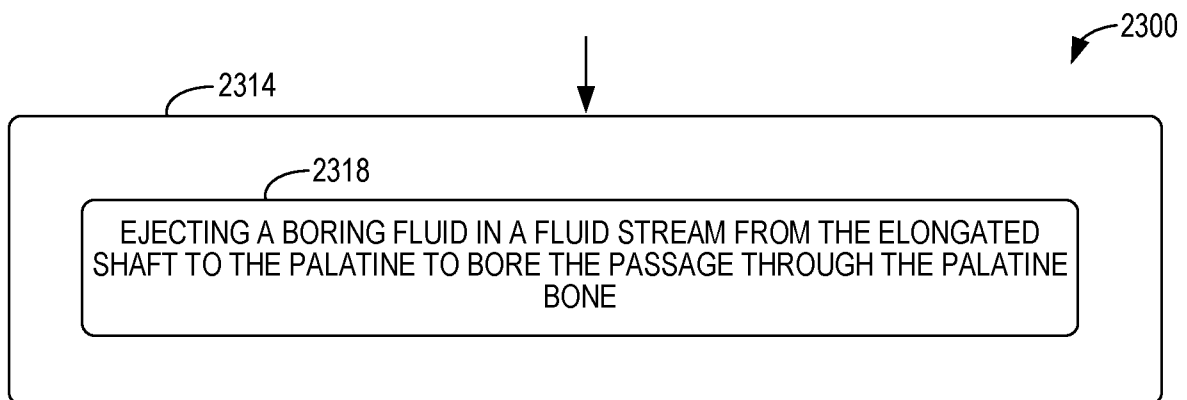 2300
2314
2318
EJECTING A BORING FLUID IN A FLUID STREAM FROM THE ELONGATED
SHAFT TO THE PALATINE TO BORE THE PASSAGE THROUGH THE PALATINE
BONE